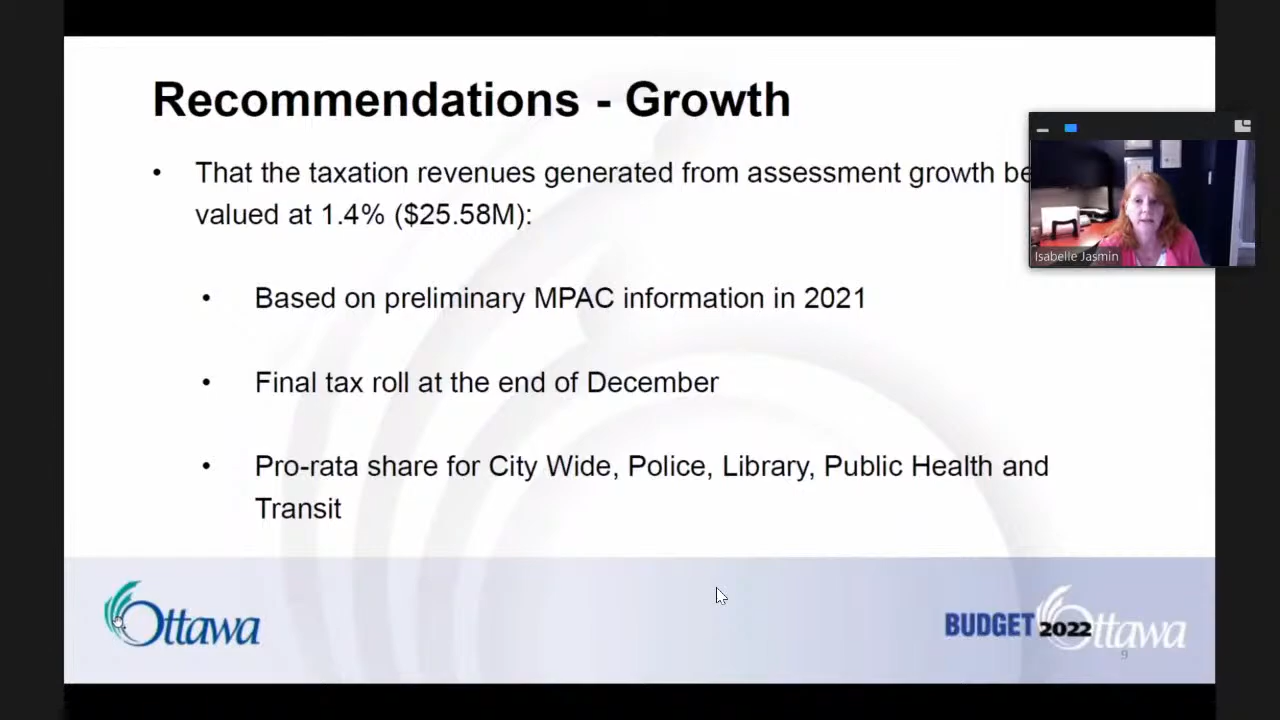 Recommendations - Growth
• That the taxation revenues generated from assessment growth be
valued at 1.4% ($25.58M):
Isabelle Jasmin
• Based on preliminary MPAC information in 2021
• Final tax roll at the end of December
• Pro-rata share for City Wide, Police, Library, Public Health and
Transit
Ottawa
BUDGET 2022 Ottawa
9